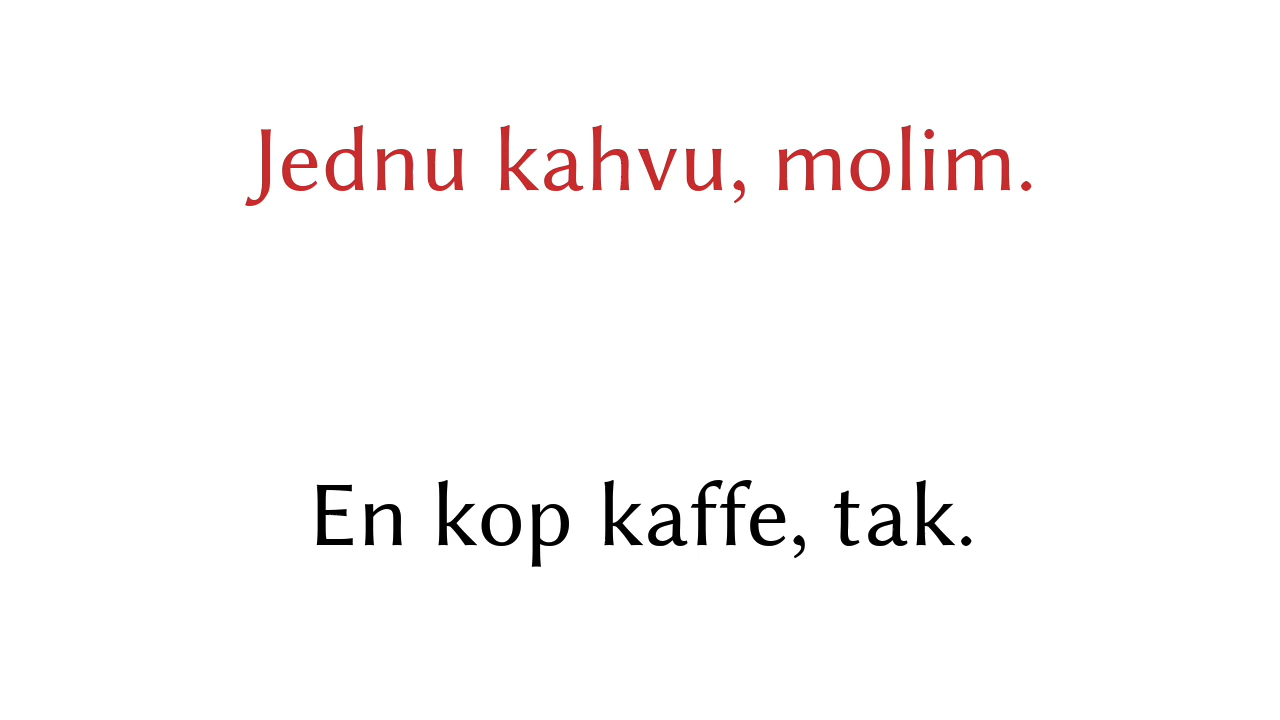 Jednu kahvu, molim.
En kop kaffe, tak.